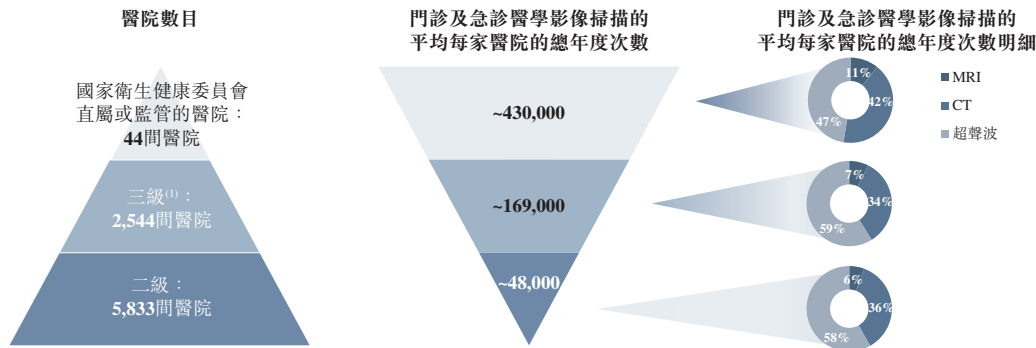 醫院數目
國家衛生健康委員會
直屬或監管的醫院：
44間醫院
三級(1)：
2,544間醫院
二級：
5,833間醫院
門診及急診醫學影像掃描的
平均每家醫院的總年度次數
~430,000
~169,000
~48,000
門診及急診醫學影像掃描的
平均每家醫院的總年度次數明細
11%
42%
47%
7%
34%
59%
6%
36%
58%
MRI
CT
超聲波